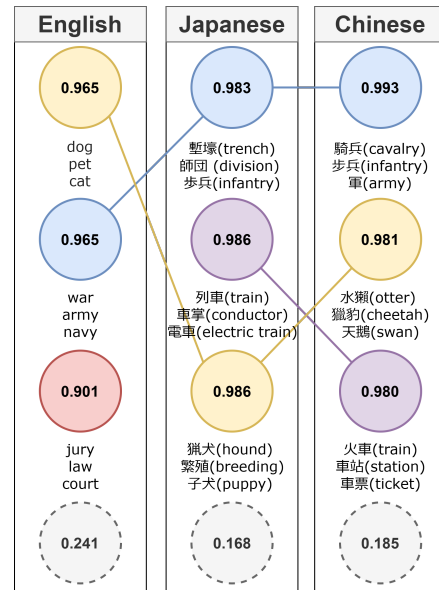 English
0.965
dog
pet
cat
0.965
war
army
navy
0.901
jury
law
court
0.241
Japanese
0.983
塹壕(trench)
師団 (division)
歩兵(infantry)
0.986
列車(train)
車掌(conductor)
電車(electric train)
0.986
猟犬(hound)
繁殖(breeding)
子犬(puppy)
0.168
Chinese
0.993
騎兵(cavalry)
步兵(infantry)
軍(army)
0.981
水獺(otter)
獵豹(cheetah)
天鵝(swan)
0.980
火車(train)
車站(station)
車票(ticket)
0.185